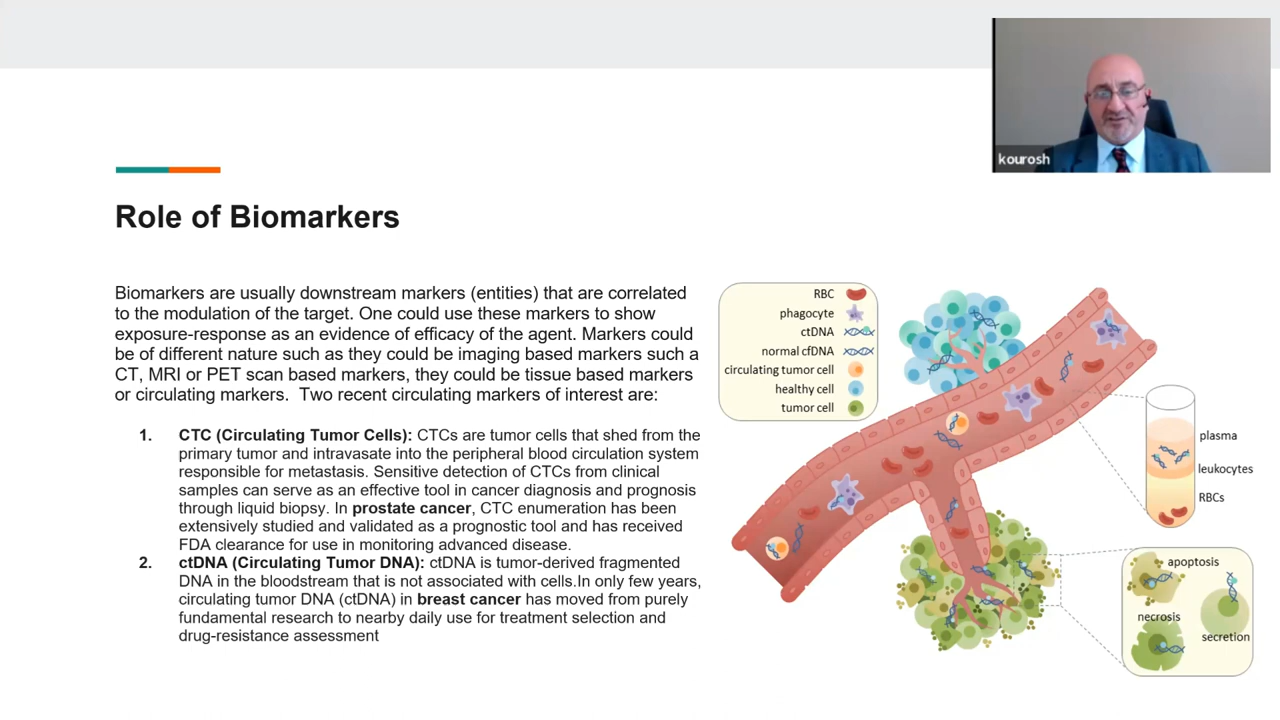 kourosh
Role of Biomarkers
Biomarkers are usually downstream markers (entities) that are correlated
to the modulation of the target. One could use these markers to show
exposure-response as an evidence of efficacy of the agent. Markers could
be of different nature such as they could be imaging based markers such a
CT, MRI or PET scan based markers, they could be tissue based markers
or circulating markers.  Two recent circulating markers of interest are:
1. CTC (Circulating Tumor Cells): CTCs are tumor cells that shed from the
primary tumor and intravasate into the peripheral blood circulation system
responsible for metastasis. Sensitive detection of CTCs from clinical
samples can serve as an effective tool in cancer diagnosis and prognosis
through liquid biopsy. In prostate cancer, CTC enumeration has been
extensively studied and validated as a prognostic tool and has received
FDA clearance for use in monitoring advanced disease.
2. ctDNA (Circulating Tumor DNA): ctDNA is tumor-derived fragmented
DNA in the bloodstream that is not associated with cells.In only few years,
circulating tumor DNA (ctDNA) in breast cancer has moved from purely
fundamental research to nearby daily use for treatment selection and
drug-resistance assessment
RBC
phagocyte
ctDNA
normal cfDNA
circulating tumor cell
healthy cell
tumor cell
plasma
leukocytes
RBCs
apoptosis
necrosis
secretion